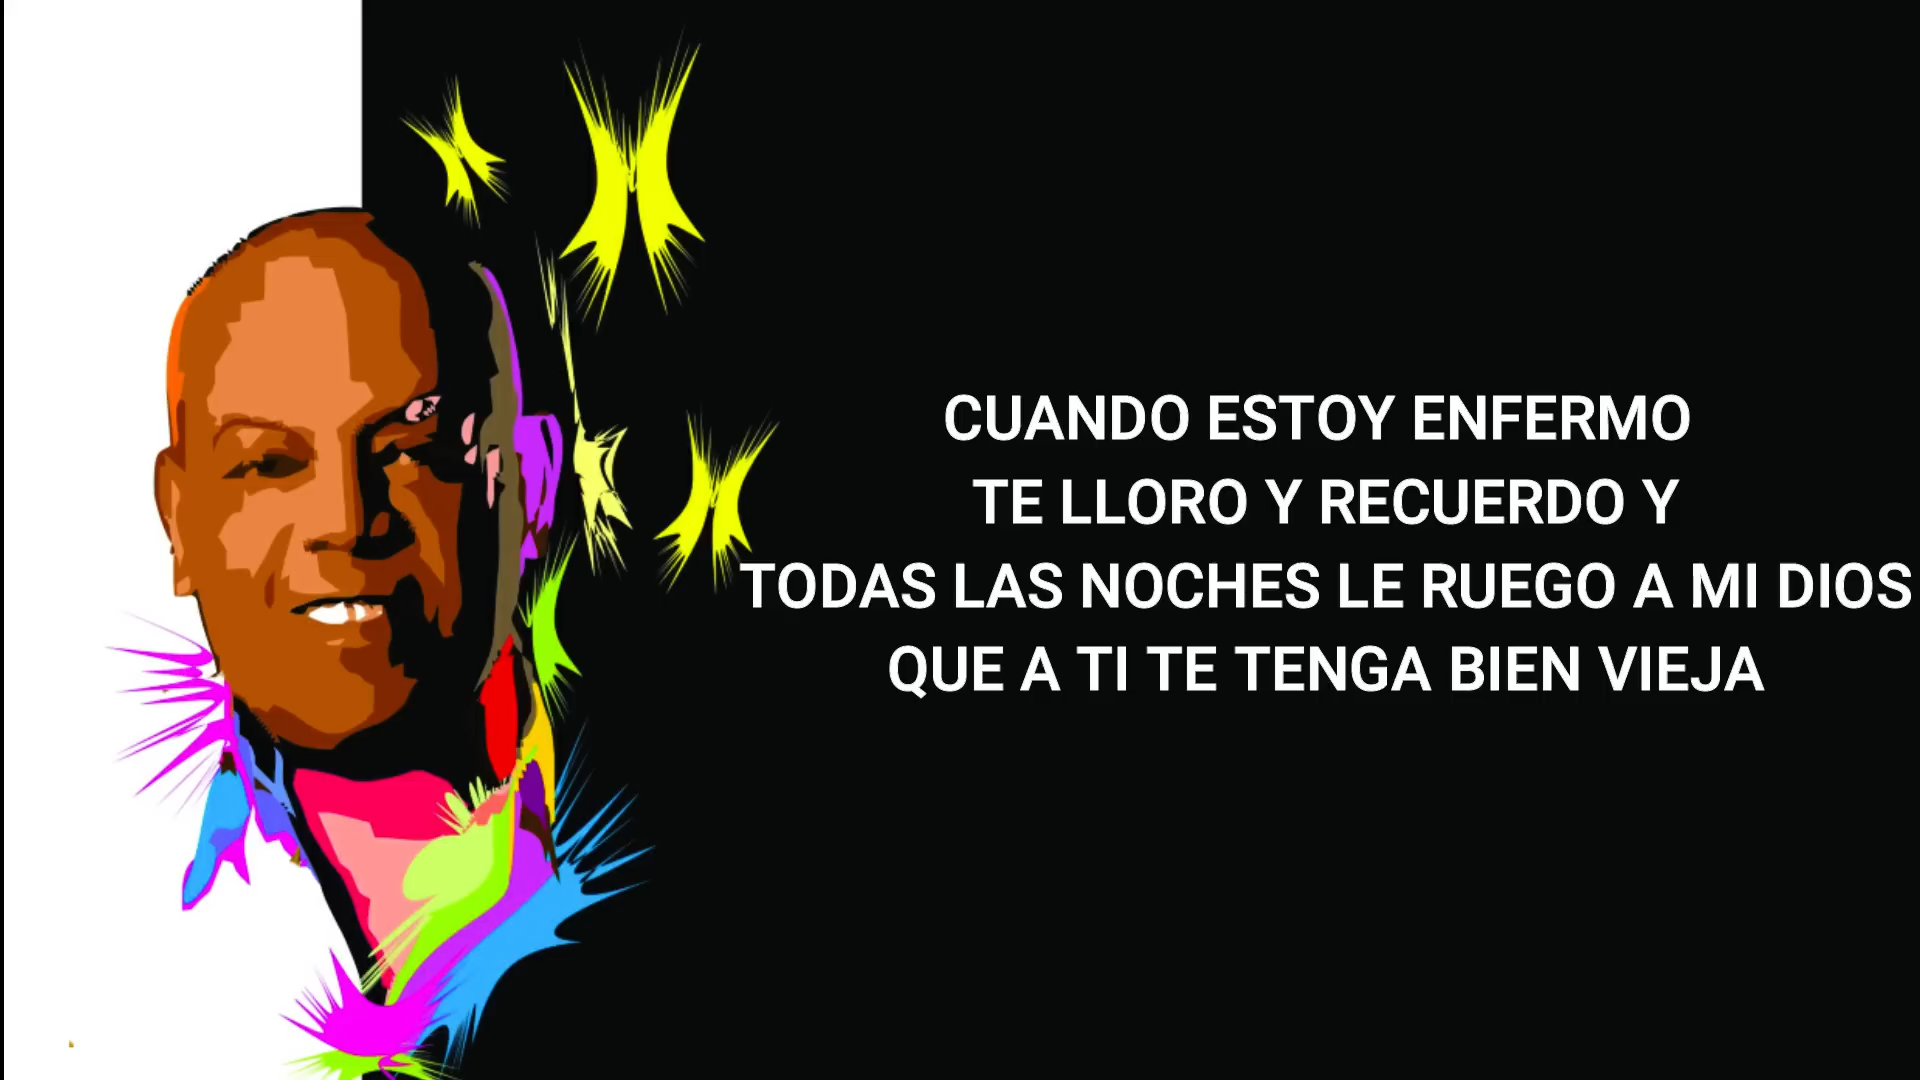 CUANDO ESTOY ENFERMO
TE LLORO Y RECUERDO Y
TODAS LAS NOCHES LE RUEGO A MI DIOS
QUE A TI TE TENGA BIEN VIEJA